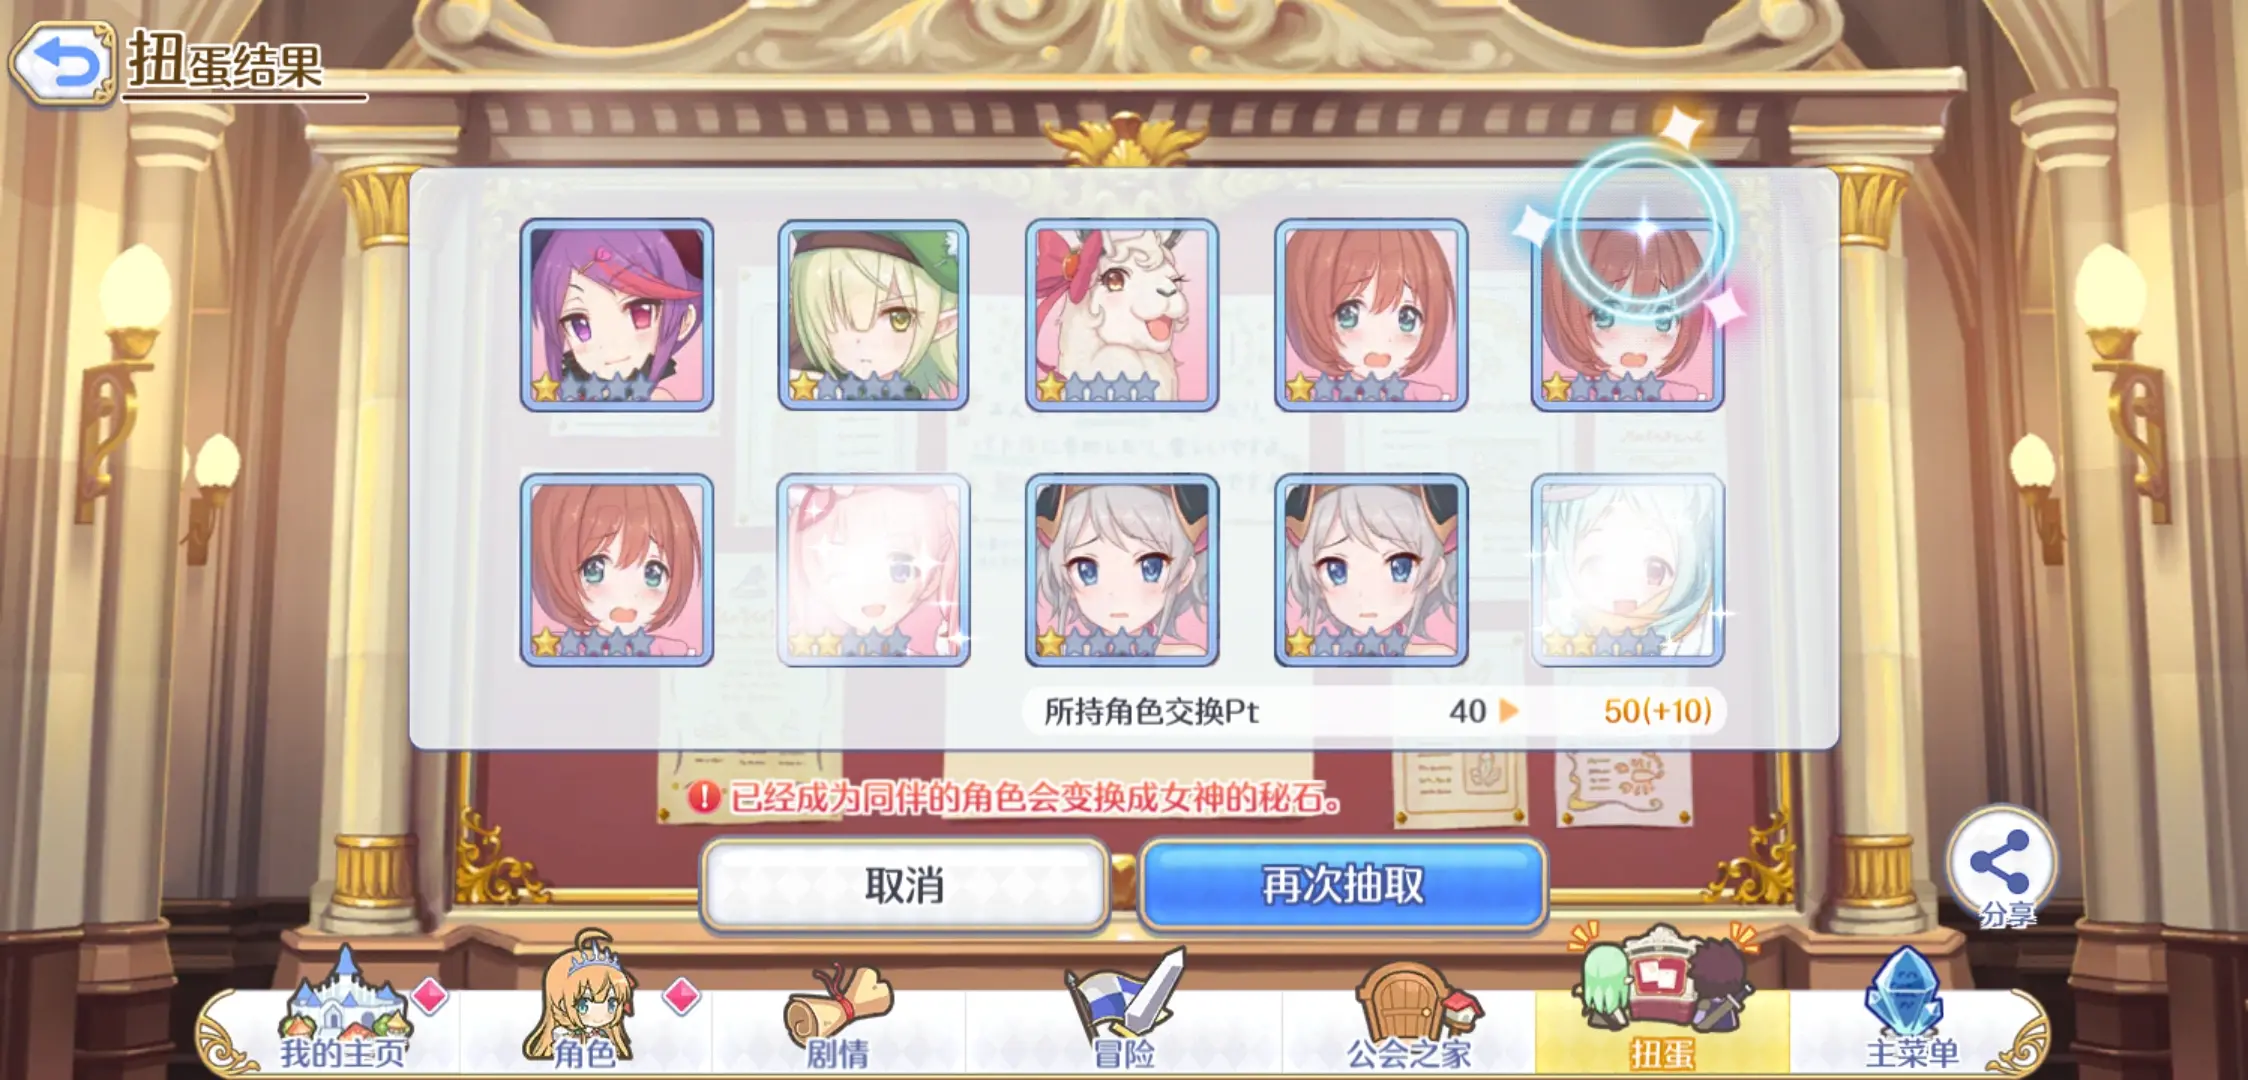 扭蛋结果
所持角色交换Pt 40 50(+10)
已经成为同伴的角色会变换成女神的秘石。
取消
再次抽取
分享
我的主页
角色
剧情
冒险
公会之家
扭蛋
主菜单